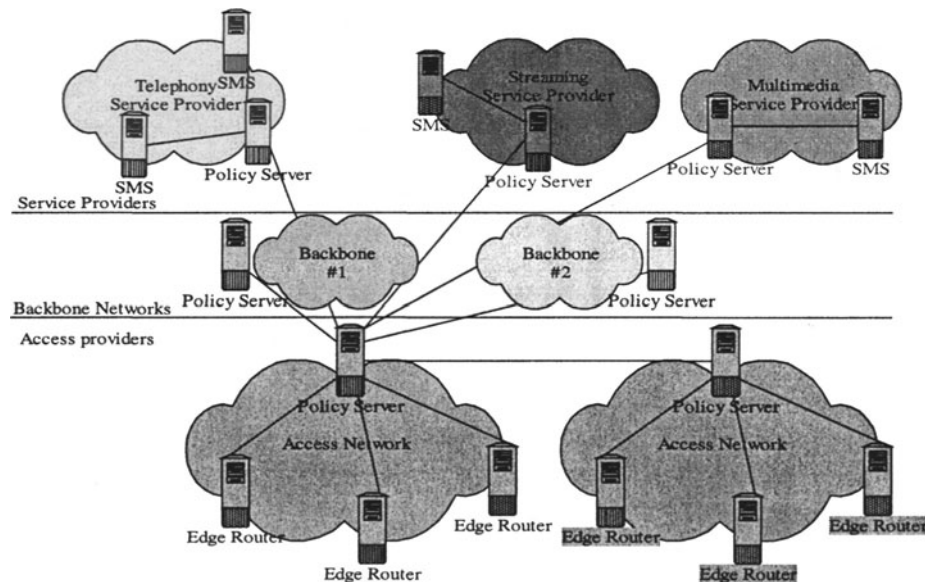 Telephony
SMS
Service Provider
SMS
Policy Server
Streaming
Service Provider
SMS
Policy Server
Multimedia
Service Provider
Policy Server
SMS
Service Providers
Backbone
#1
Policy Server
Backbone
#2
Policy Server
Backbone Networks
Access providers
Policy Server
Access Network
Edge Router
Edge Router
Edge Router
Policy Server
Access Network
Edge Router
Edge Router
Edge Router